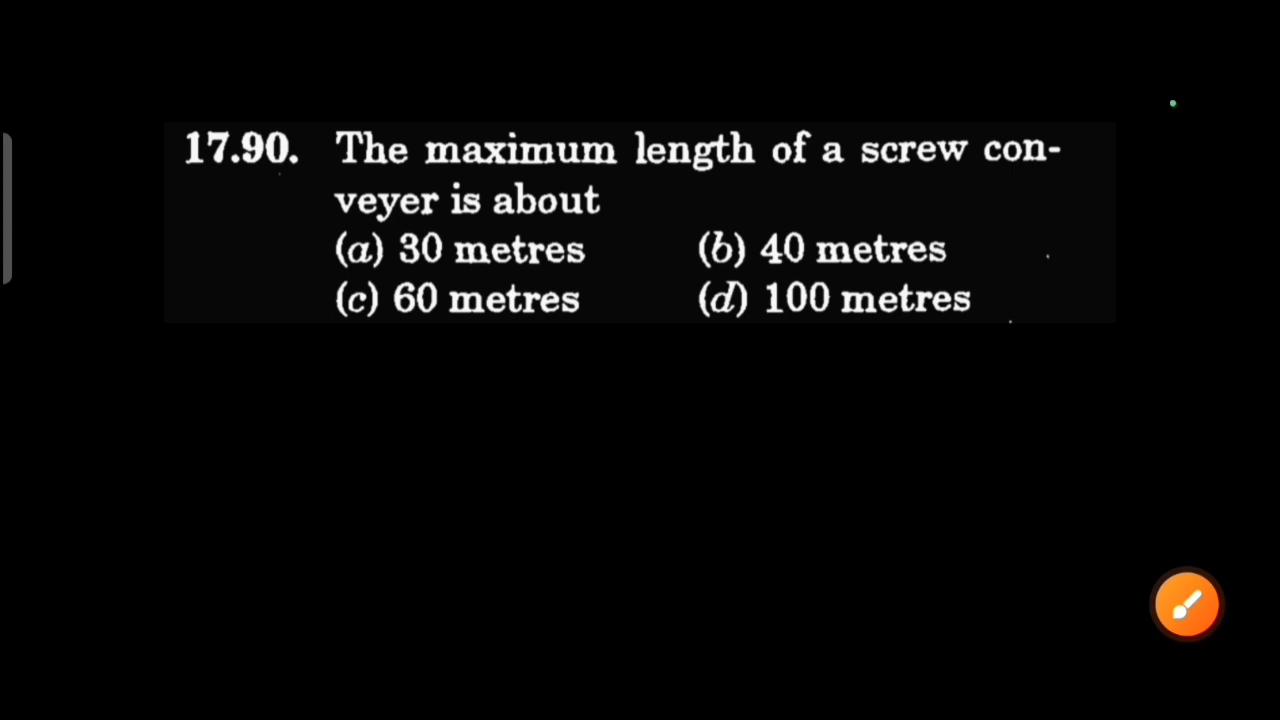 17.90. The maximum length of a screw con-
veyer is about
(a) 30 metres (b) 40 metres
(c) 60 metres (d) 100 metres